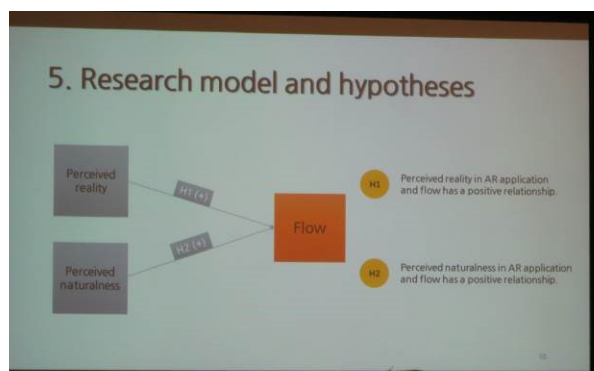 5. Research model and hypotheses
Perceived
reality
H1 (+)
Flow
H2 (+)
Perceived
naturalness
H1
Perceived reality in AR application
and flow has a positive relationship.
H2
Perceived naturalness in AR application
and flow has a positive relationship.